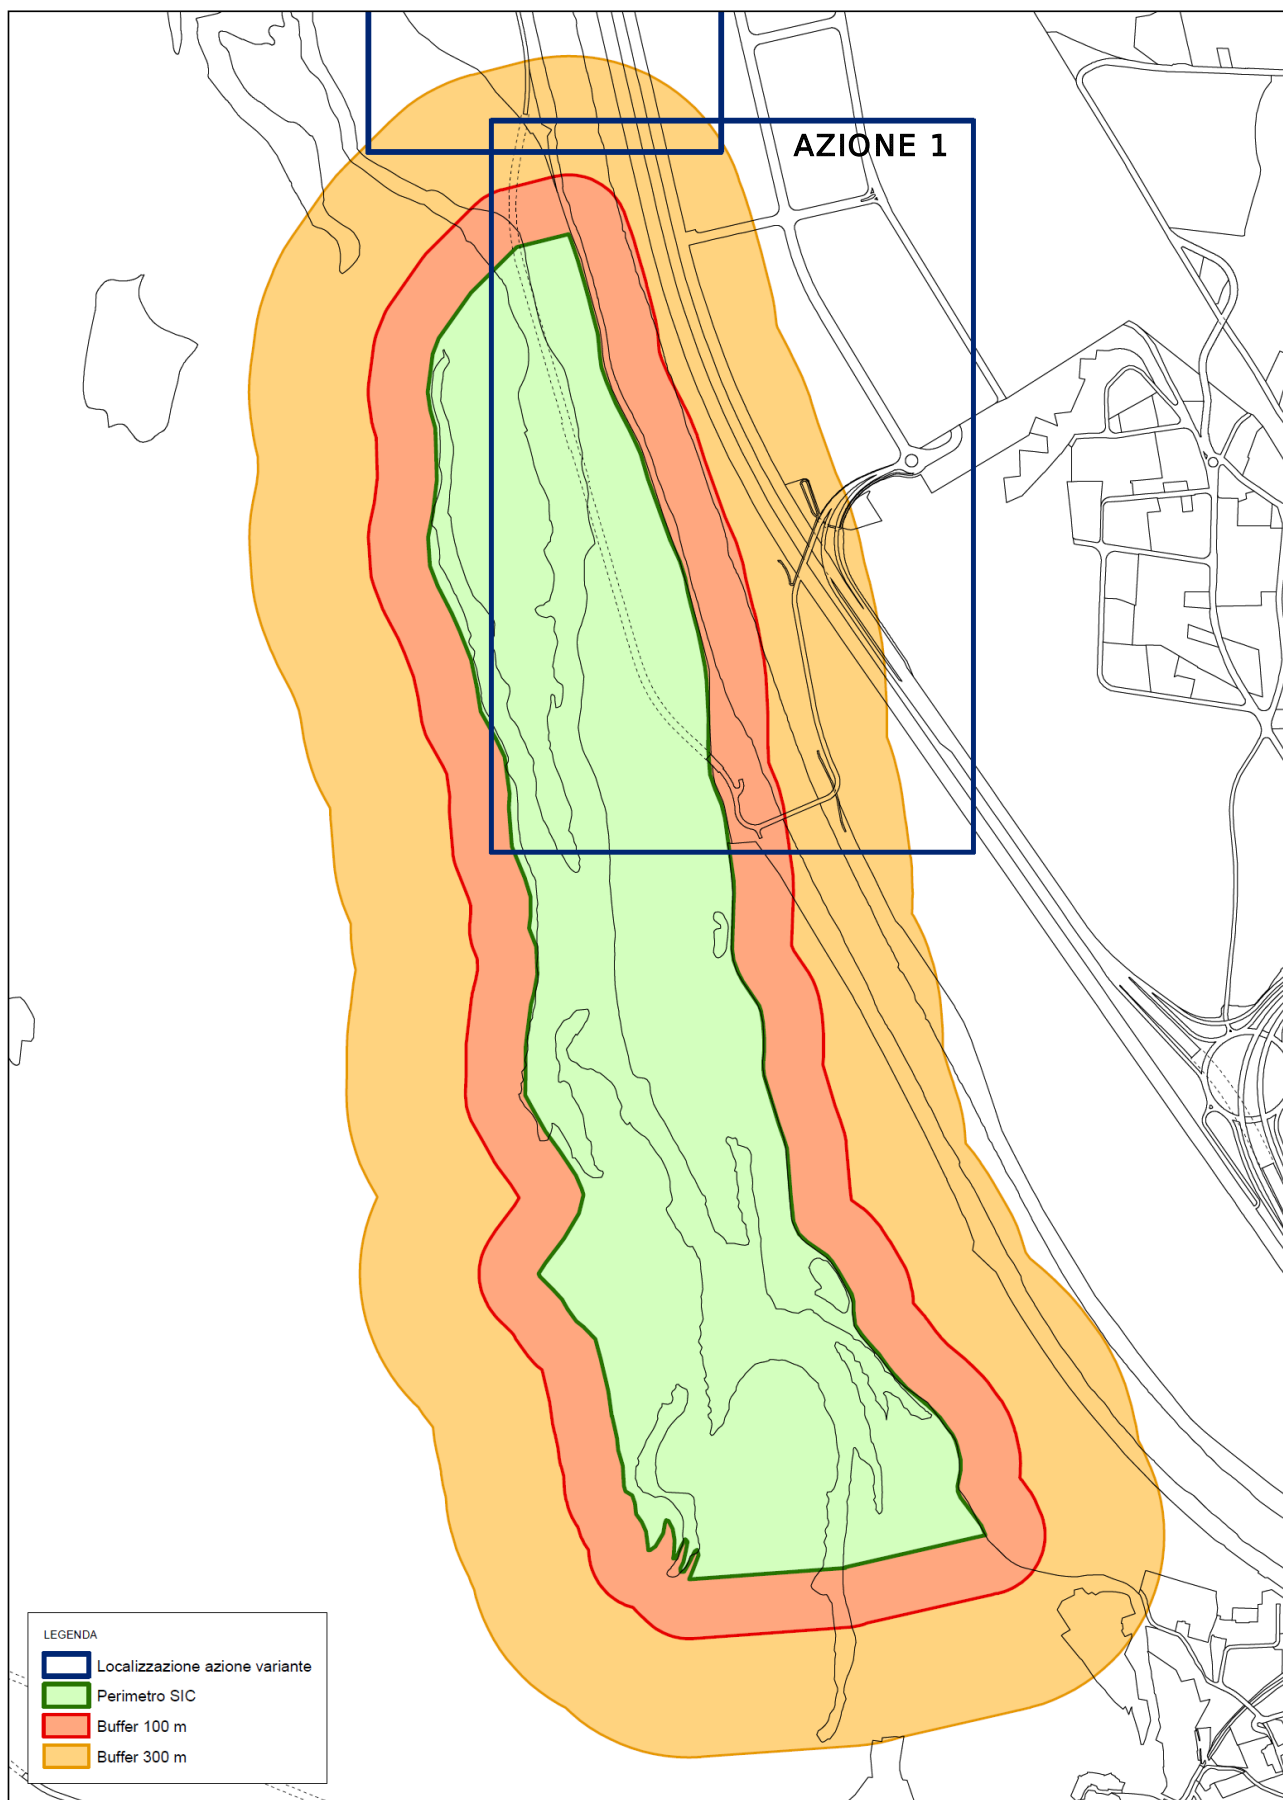 AZIONE 1
LEGENDA
Localizzazione azione variante
Perimetro SIC
Buffer 100 m
Buffer 300 m